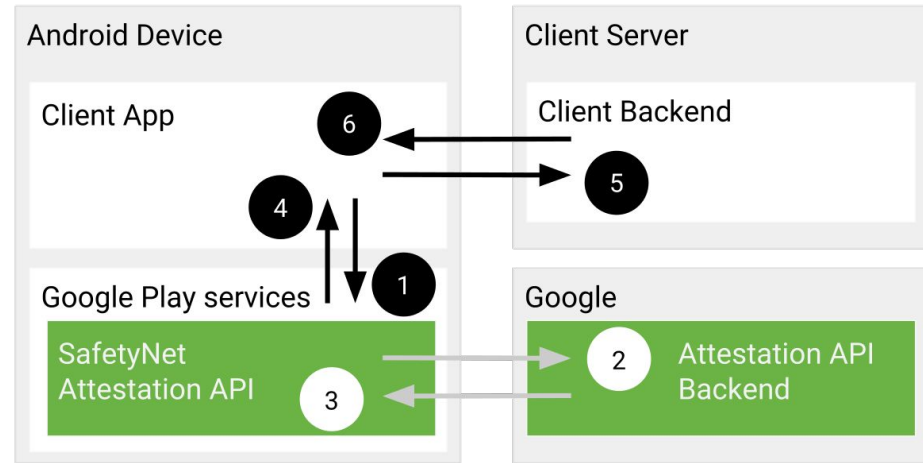 Android Device
Client App
6
4
1
Google Play services
SafetyNet
Attestation API
3
Client Server
Client Backend
5
Google
2
Attestation API
Backend